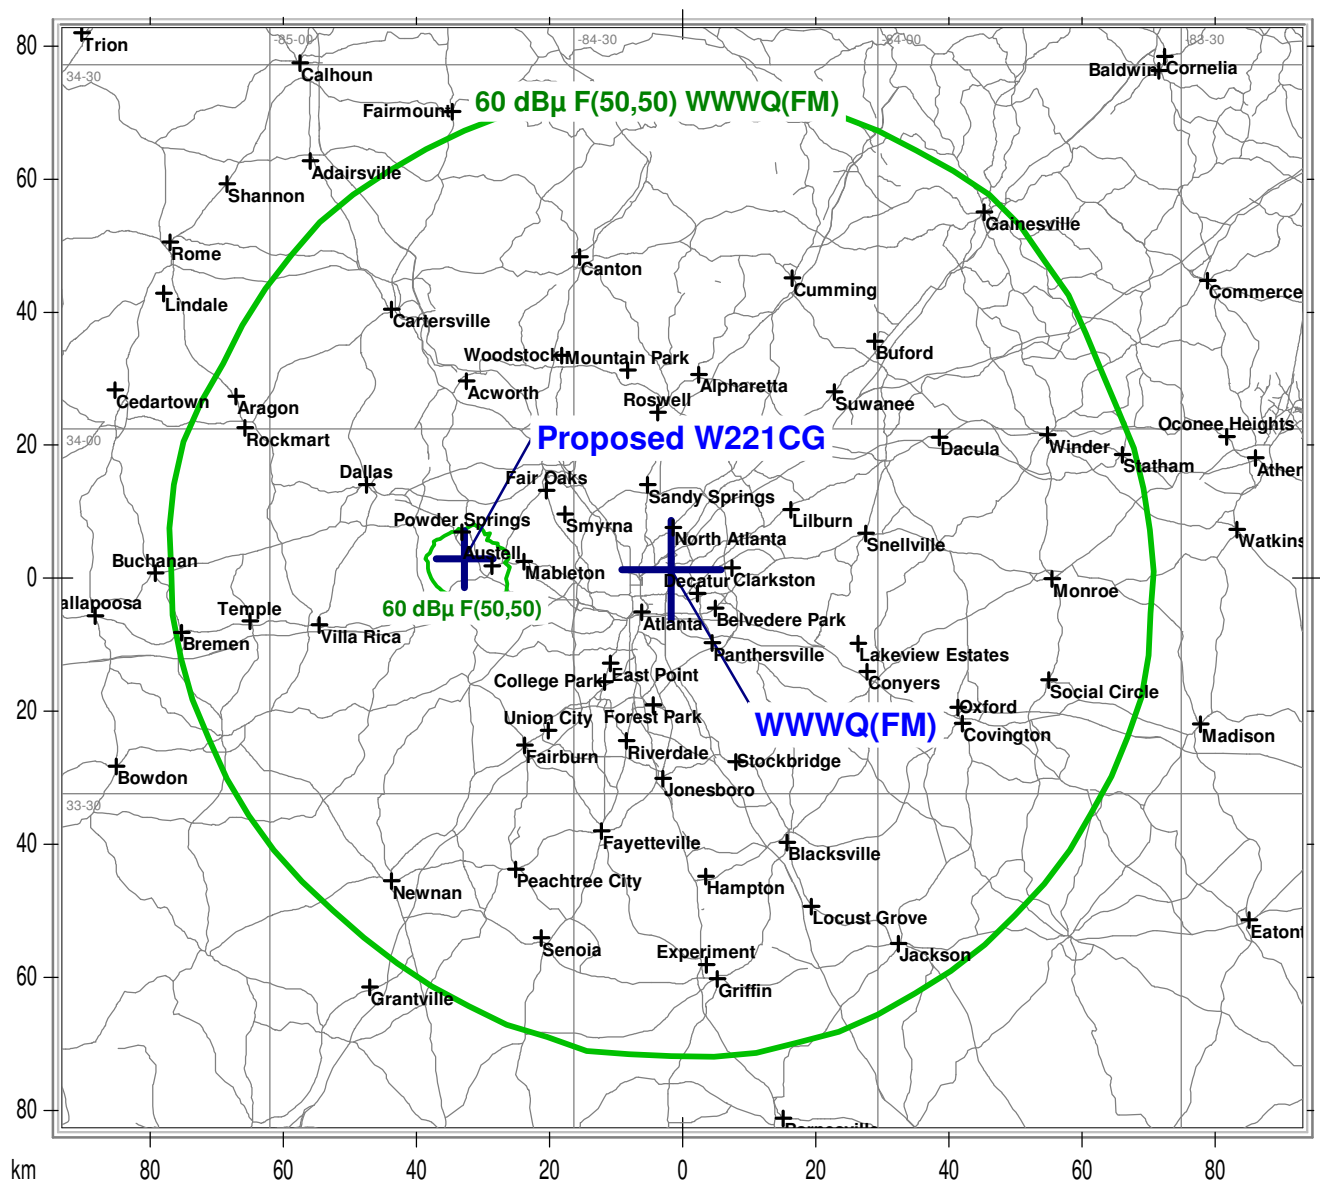 80
Trion
-85-00
-84-30
-84-00
-83-30
34-30
Calhoun
Baldwin
Cornelia
60 dBµ F(50,50) WWWQ(FM)
Fairmount
60
Adairsville
Shannon
Gainesville
Rome
Canton
40
Lindale
Cumming
Commerce
Cartersville
Woodstock
Mountain Park
Buford
Acworth
Alpharetta
Cedartown
Aragon
Roswell
Suwanee
20
34-00
Rockmart
Proposed W221CG
Dacula
Winder
Oconee Heights
Statham
Ather
Dallas
Fair Oaks
Sandy Springs
Powder Springs
Smyrna
Lilburn
North Atlanta
Snellville
Watkins
0
Buchanan
Austell
Mableton
Decatur
Clarkston
Monroe
allapoosa
Temple
60 dBµ F(50,50)
Atlanta
Belvedere Park
Bremen
Villa Rica
Panthersville
Lakeview Estates
College Park
East Point
Conyers
Social Circle
20
Union City
Forest Park
WWWQ(FM)
Oxford
Covington
Madison
Fairburn
Riverdale
Stockbridge
Bowdon
Jonesboro
33-30
40
Fayetteville
Blacksville
Newnan
Peachtree City
Hampton
Locust Grove
Eatont
Senoia
Experiment
Jackson
60
Grantville
Griffin
80
Barnesville
km
80
60
40
20
0
20
40
60
80